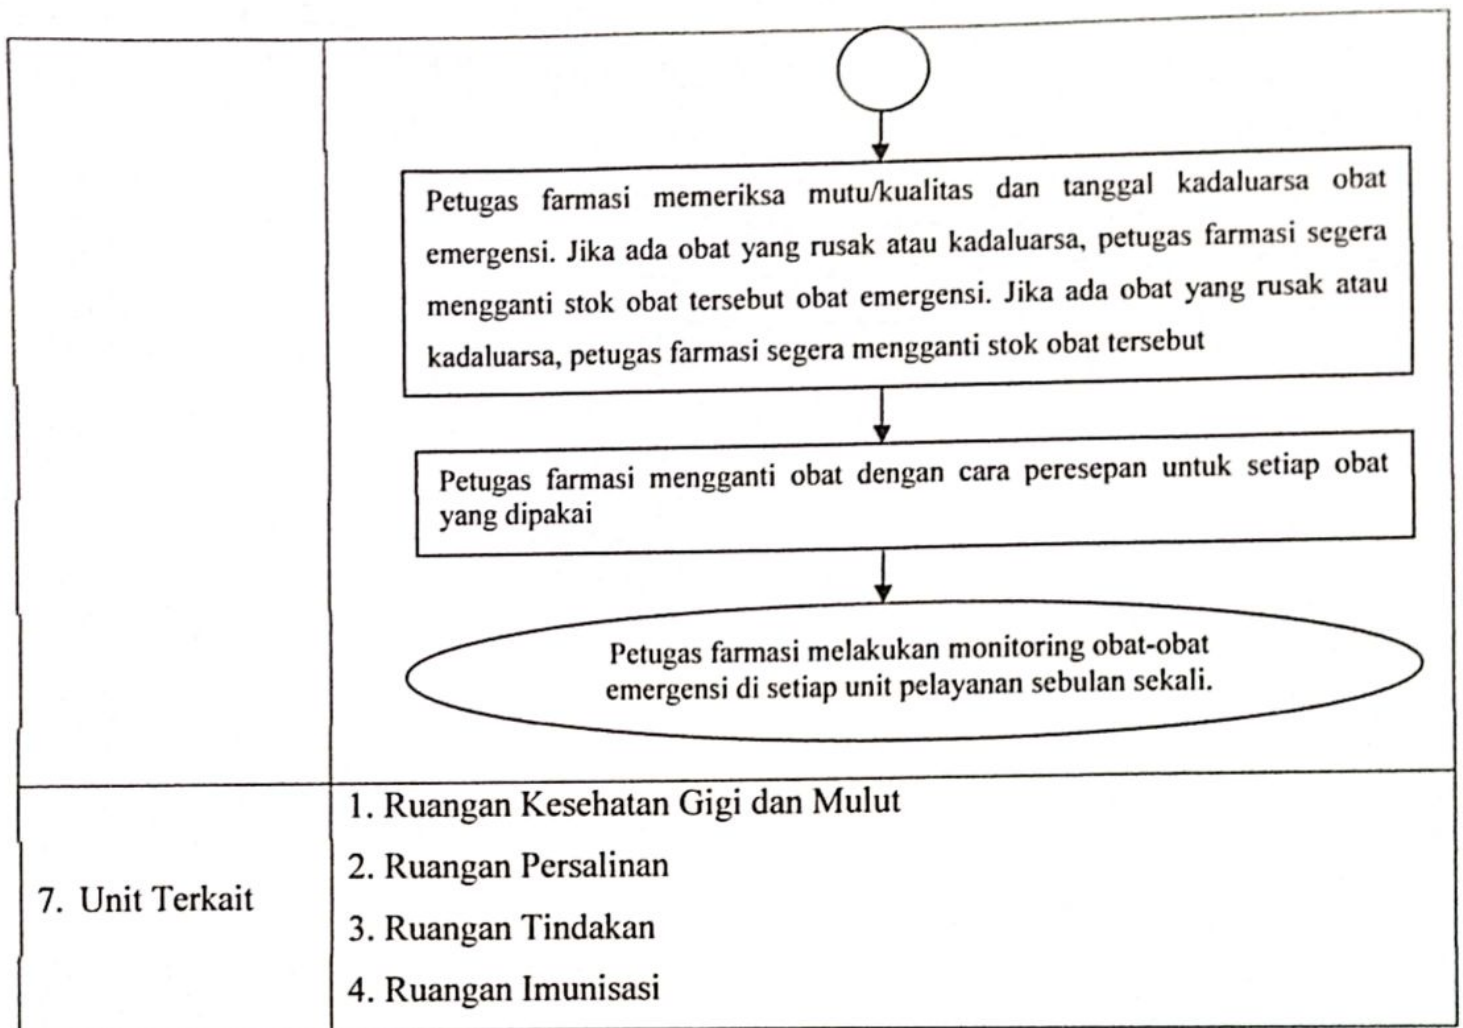 Petugas farmasi memeriksa mutu/kualitas dan tanggal kadaluarsa obat
emergensi. Jika ada obat yang rusak atau kadaluarsa, petugas farmasi segera
mengganti stok obat tersebut obat emergensi. Jika ada obat yang rusak atau
kadaluarsa, petugas farmasi segera mengganti stok obat tersebut
Petugas farmasi mengganti obat dengan cara peresepan untuk setiap obat
yang dipakai
Petugas farmasi melakukan monitoring obat-obat
emergensi di setiap unit pelayanan sebulan sekali.
7. Unit Terkait
1. Ruangan Kesehatan Gigi dan Mulut
2. Ruangan Persalinan
3. Ruangan Tindakan
4. Ruangan Imunisasi